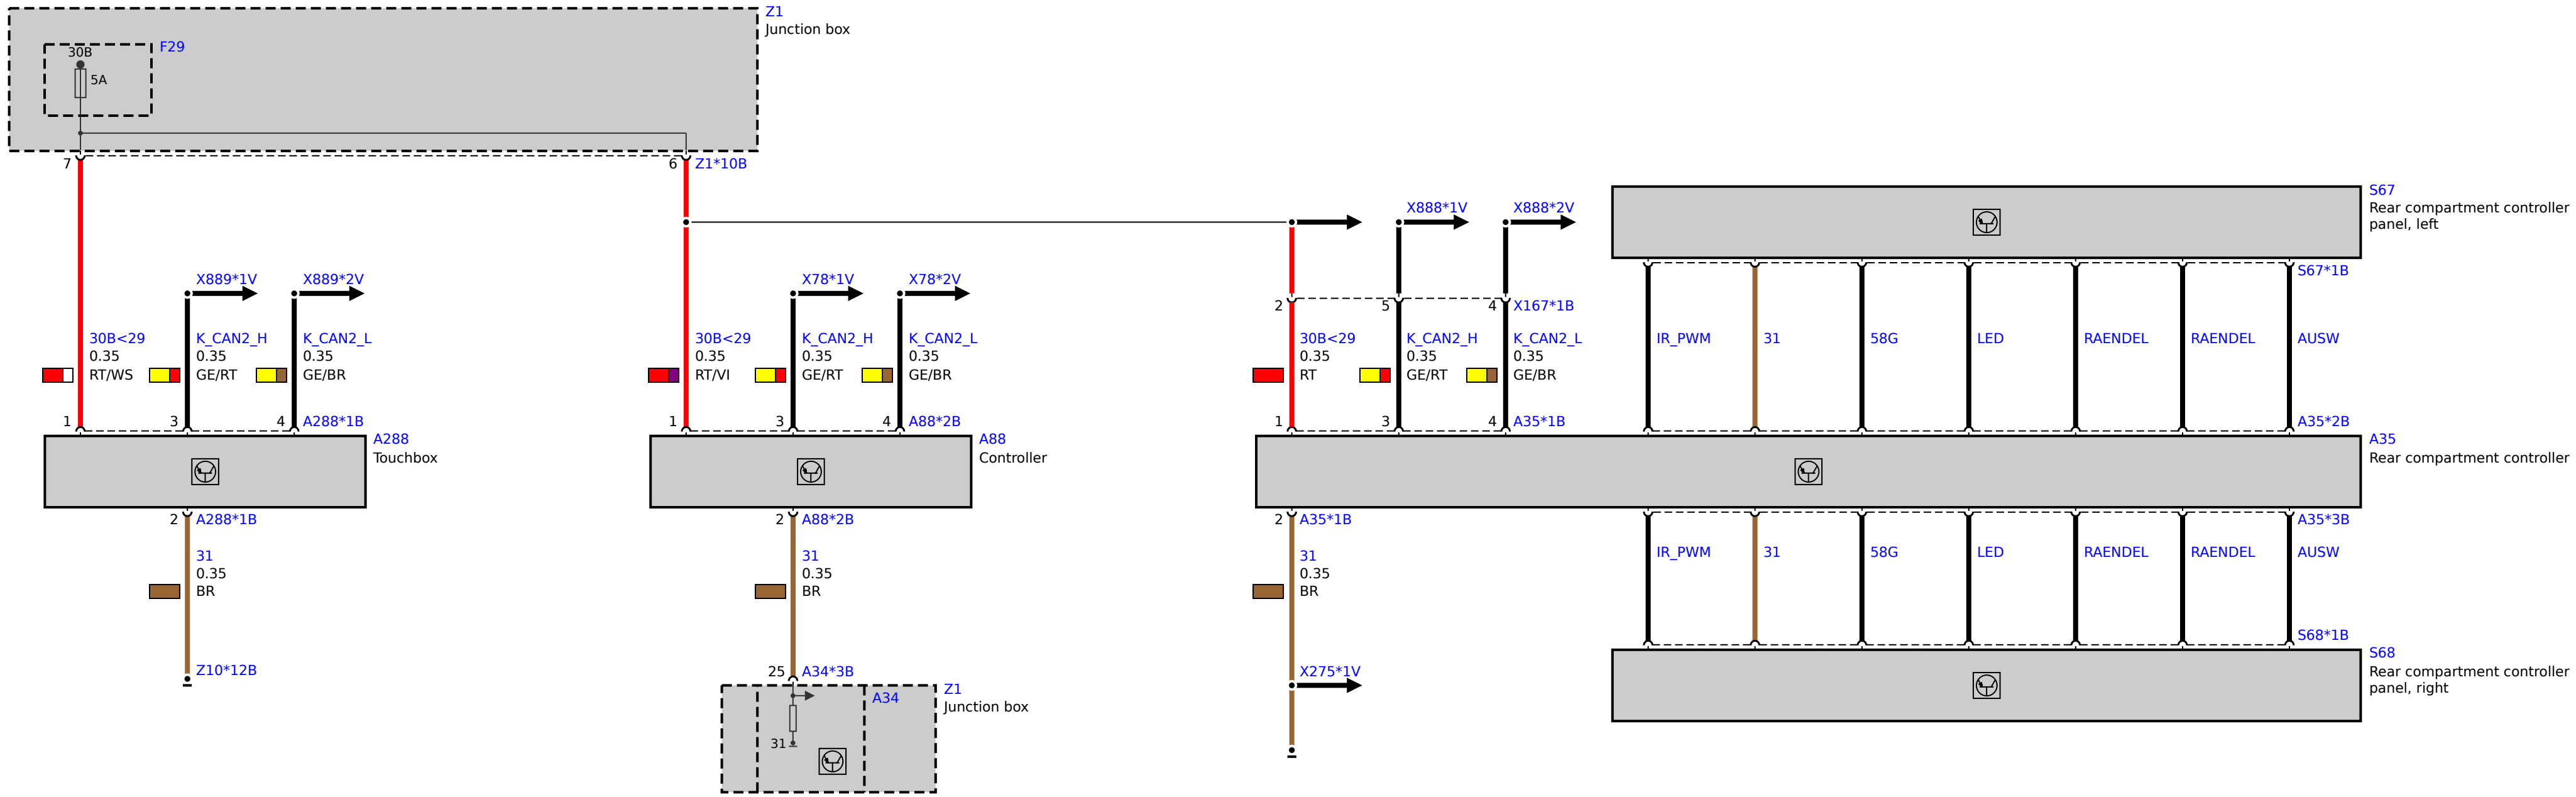 Z1
Junction box
F29
30B
5A
7
6
Z1*10B
X889*1V
X889*2V
X78*1V
X78*2V
X888*1V
X888*2V
S67
Rear compartment controller
panel, left
S67*1B
2
5
4
X167*1B
30B<29
0.35
RT/WS
K_CAN2_H
0.35
GE/RT
K_CAN2_L
0.35
GE/BR
30B<29
0.35
RT/VI
K_CAN2_H
0.35
GE/RT
K_CAN2_L
0.35
GE/BR
30B<29
0.35
RT
K_CAN2_H
0.35
GE/RT
K_CAN2_L
0.35
GE/BR
IR_PWM
31
58G
LED
RAENDEL
RAENDEL
AUSW
1
3
4
A288*1B
1
3
4
A88*2B
1
3
4
A35*1B
A35*2B
A288
Touchbox
A88
Controller
A35
Rear compartment controller
2
A288*1B
2
A88*2B
2
A35*1B
A35*3B
31
0.35
BR
31
0.35
BR
31
0.35
BR
IR_PWM
31
58G
LED
RAENDEL
RAENDEL
AUSW
S68*1B
Z10*12B
25
A34*3B
X275*1V
S68
Rear compartment controller
panel, right
A34
Z1
Junction box
31